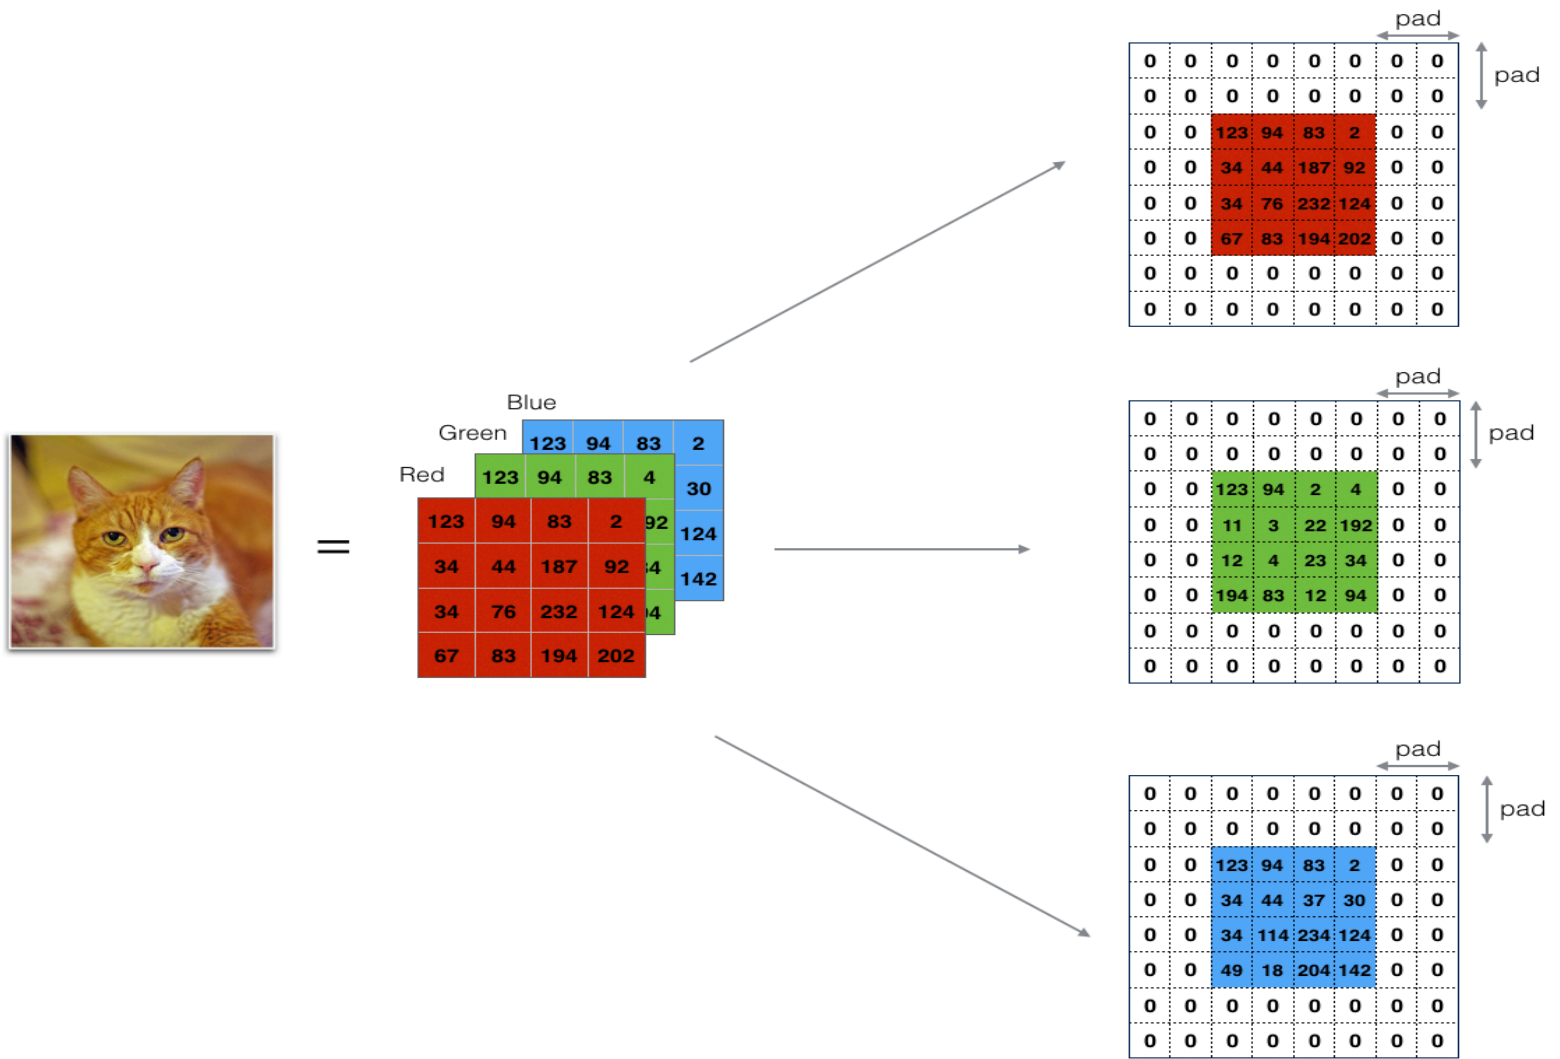 Blue
Green
Red
123 94 83 2
30
124
142
123 94 83 4
92
34
94
123 94 83 2
34 44 187 92
34 76 232 124
67 83 194 202
=
pad
pad
0 0 0 0 0 0 0 0
0 0 0 0 0 0 0 0
0 0 123 94 83 2 0 0
0 0 34 44 187 92 0 0
0 0 34 76 232 124 0 0
0 0 67 83 194 202 0 0
0 0 0 0 0 0 0 0
0 0 0 0 0 0 0 0
pad
pad
0 0 0 0 0 0 0 0
0 0 0 0 0 0 0 0
0 0 123 94 2 4 0 0
0 0 11 3 22 192 0 0
0 0 12 4 23 34 0 0
0 0 194 83 12 94 0 0
0 0 0 0 0 0 0 0
0 0 0 0 0 0 0 0
pad
pad
0 0 0 0 0 0 0 0
0 0 0 0 0 0 0 0
0 0 123 94 83 2 0 0
0 0 34 44 37 30 0 0
0 0 34 114 234 124 0 0
0 0 49 18 204 142 0 0
0 0 0 0 0 0 0 0
0 0 0 0 0 0 0 0